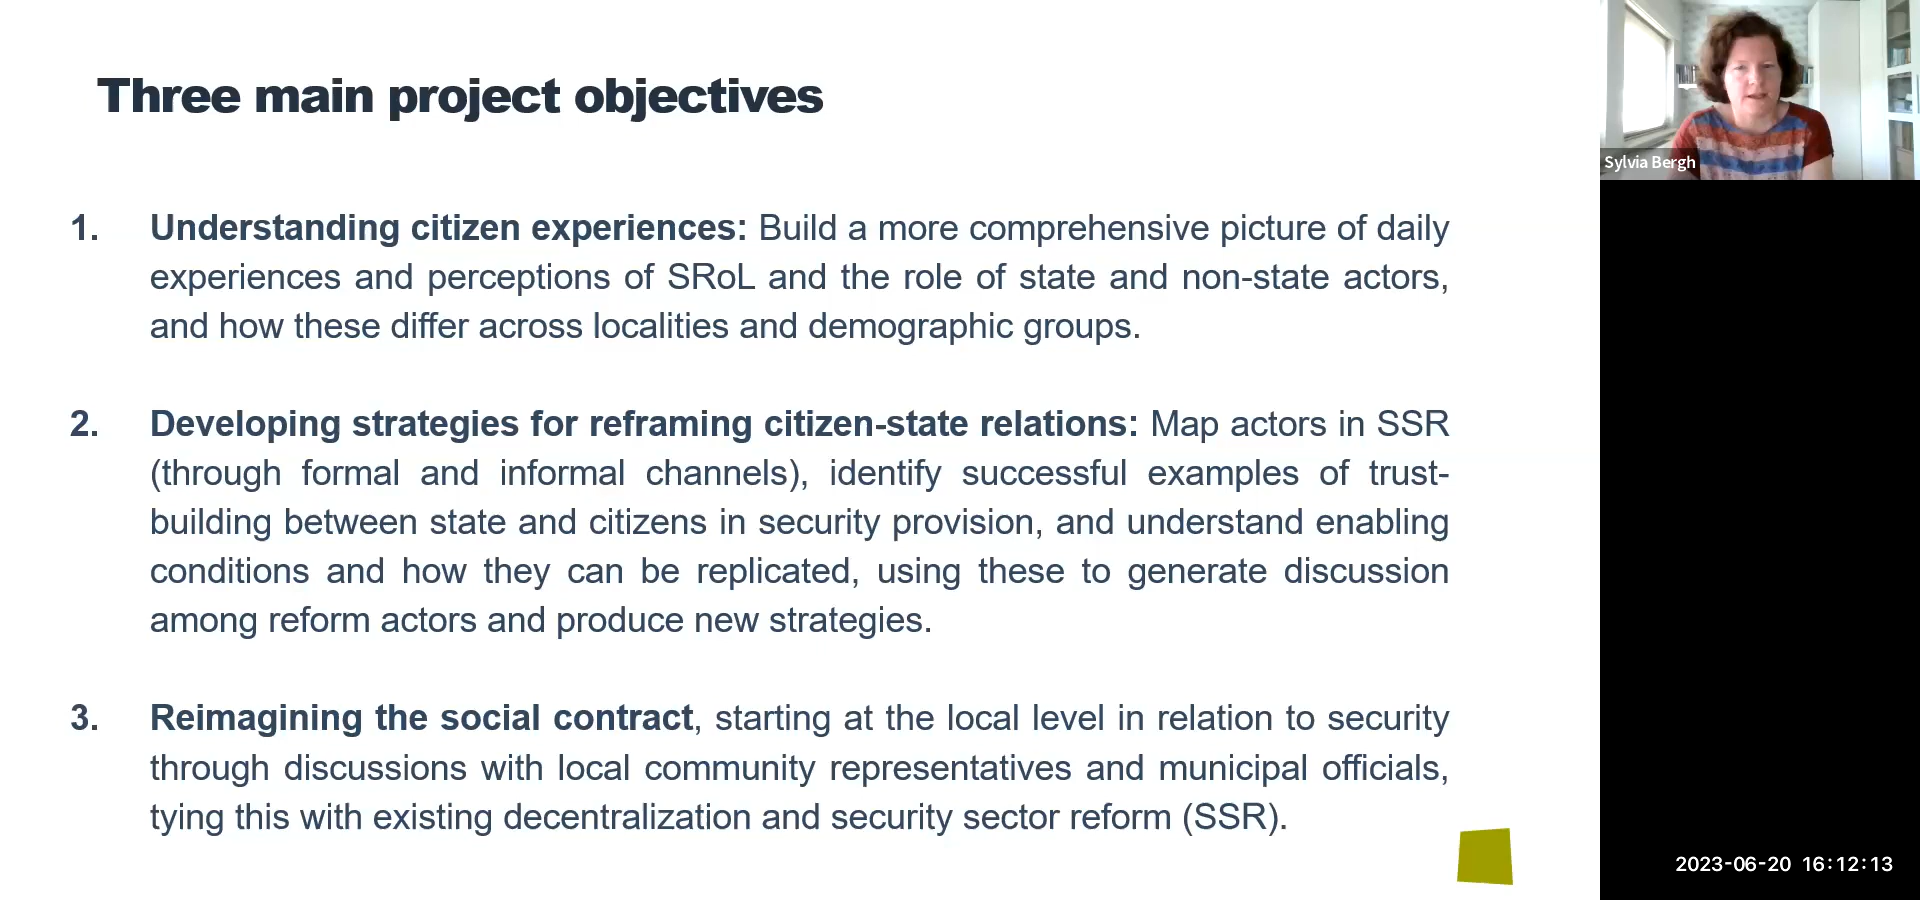 Three main project objectives
1. Understanding citizen experiences: Build a more comprehensive picture of daily
experiences and perceptions of SRoL and the role of state and non-state actors,
and how these differ across localities and demographic groups.
2. Developing strategies for reframing citizen-state relations: Map actors in SSR
(through formal and informal channels), identify successful examples of trust-
building between state and citizens in security provision, and understand enabling
conditions and how they can be replicated, using these to generate discussion
among reform actors and produce new strategies.
3. Reimagining the social contract, starting at the local level in relation to security
through discussions with local community representatives and municipal officials,
tying this with existing decentralization and security sector reform (SSR).
Sylvia Bergh
2023-06-20 16:12:13